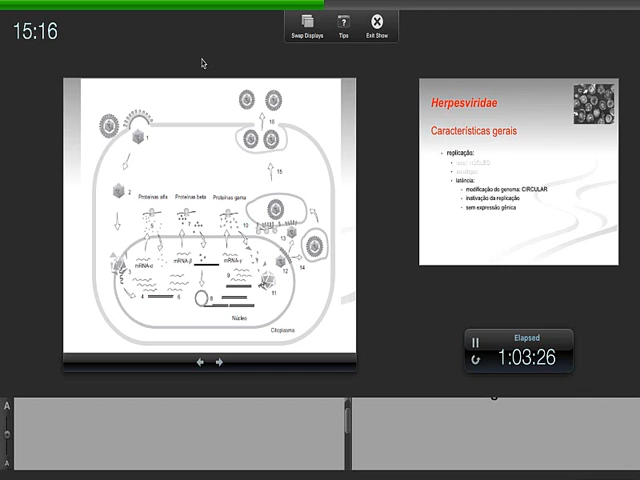 15:16
Swap Displays
Tips
Exit Show
16
1
15
2
Proteínas alfa
Proteínas beta
Proteínas gama
5
7
10
13
14
12
3
mRNA-α
mRNA-β
mRNA-γ
9
11
4
6
8
Núcleo
Citoplasma
Herpesviridae
Características gerais
replicação:
latência:
modificação do genoma: CIRCULAR
inativação da replicação
sem expressão gênica
Elapsed
1:03:26
A
A